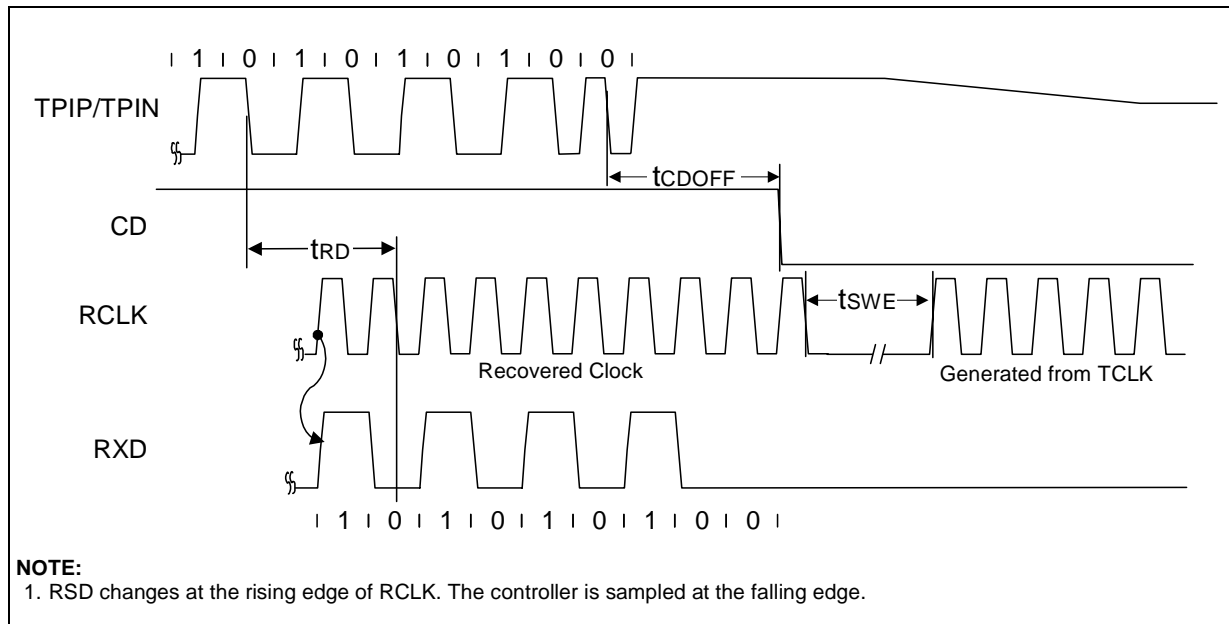 1 0 1 0 1 0 1 0 0
TPIP/TPIN
tCDOFF
CD
tRD
tSWE
RCLK
Recovered Clock
Generated from TCLK
RXD
1 0 1 0 1 0 1 0 0
NOTE:
1. RSD changes at the rising edge of RCLK. The controller is sampled at the falling edge.